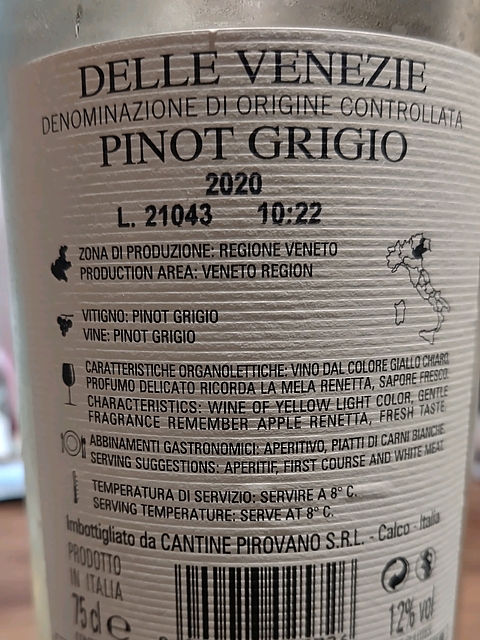 DELLE VENEZIE
DENOMINAZIONE DI ORIGINE CONTROLLATA
PINOT GRIGIO
2020
L. 21043 10:22
ZONA DI PRODUZIONE: REGIONE VENETO
PRODUCTION AREA: VENETO REGION
VITIGNO: PINOT GRIGIO
VINE: PINOT GRIGIO
CARATTERISTICHE ORGANOLETTICHE: VINO DAL COLORE GIALLO CHIARO,
PROFUMO DELICATO RICORDA LA MELA RENETTA, SAPORE FRESCO.
CHARACTERISTICS: WINE OF YELLOW LIGHT COLOR, GENTLE
FRAGRANCE REMEMBER APPLE RENETTA, FRESH TASTE
ABBINAMENTI GASTRONOMICI: APERITIVO, PIATTI DI CARNI BIANCHE.
SERVING SUGGESTIONS: APERITIF, FIRST COURSE AND WHITE MEAT.
TEMPERATURA DI SERVIZIO: SERVIRE A 8° C.
SERVING TEMPERATURE: SERVE AT 8° C.
Imbottigliato da CANTINE PIROVANO S.R.L. - Calco - Italia
PRODOTTO
IN ITALIA
75 cl e
12% vol